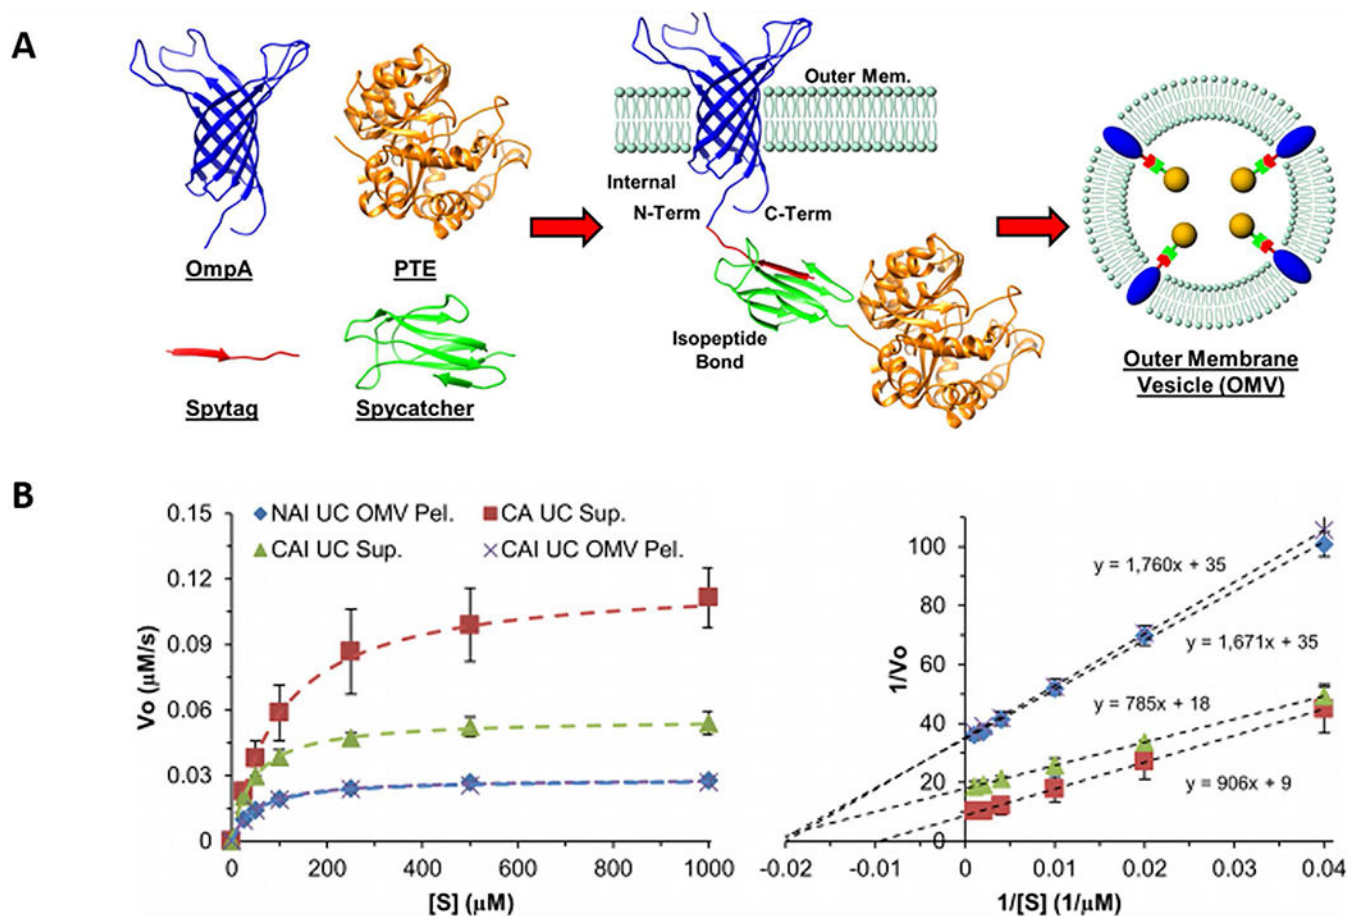 A
OmpA
PTE
Spytag
Spycatcher
Outer Mem.
Internal
N-Term
C-Term
Isopeptide
Bond
Outer Membrane
Vesicle (OMV)
B
NAI UC OMV Pel.
CA UC Sup.
CAI UC Sup.
CAI UC OMV Pel.
Vo (µM/s)
0.15
0.12
0.09
0.06
0.03
0
0 200 400 600 800 1000
[S] (µM)
1/Vo
100
80
60
40
20
0
y = 1,760x + 35
y = 1,671x + 35
y = 785x + 18
y = 906x + 9
-0.02 -0.01 0 0.01 0.02 0.03 0.04
1/[S] (1/µM)